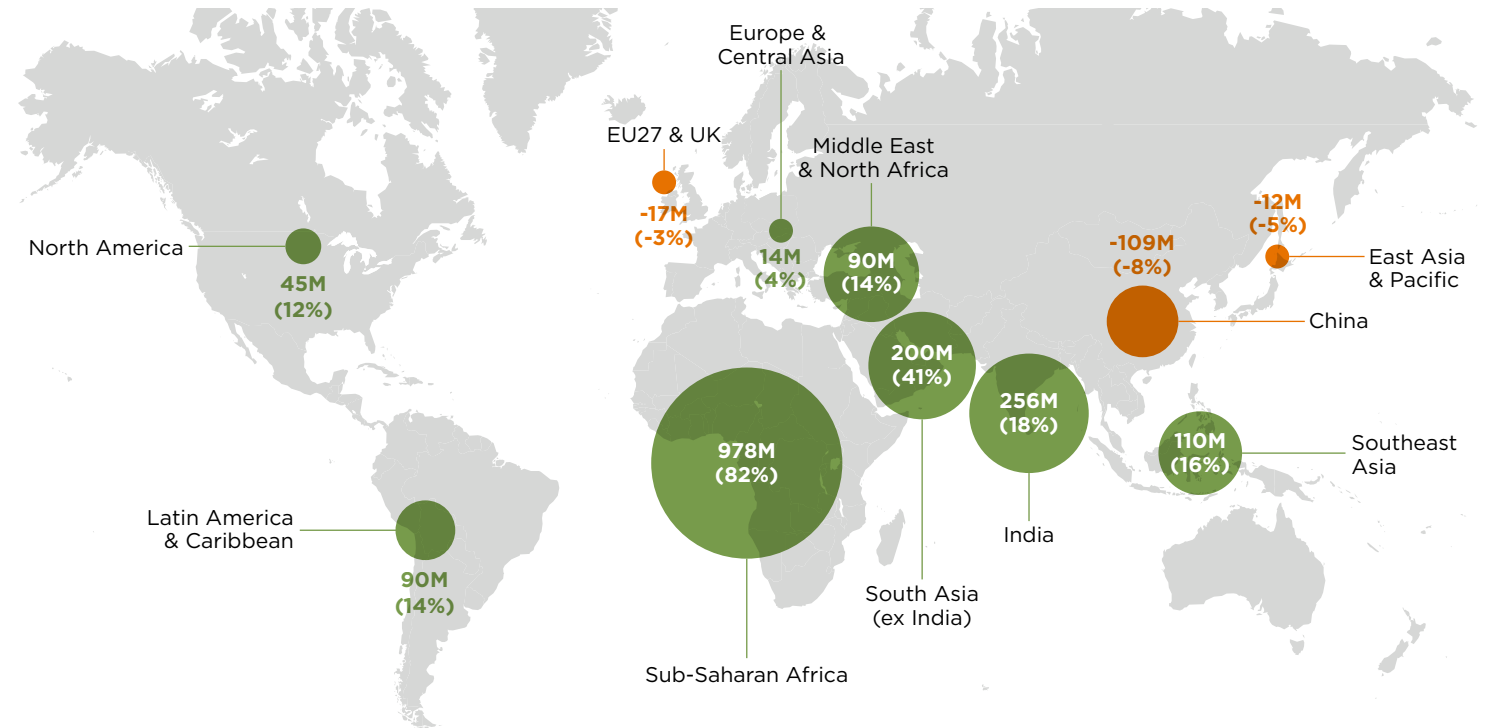 Europe &
Central Asia
EU27 & UK
-17M
(-3%)
14M
(4%)
Middle East
& North Africa
90M
(14%)
North America
45M
(12%)
-109M
(-8%)
China
-12M
(-5%)
East Asia
& Pacific
200M
(41%)
South Asia
(ex India)
256M
(18%)
India
110M
(16%)
Southeast
Asia
978M
(82%)
Sub-Saharan Africa
Latin America
& Caribbean
90M
(14%)